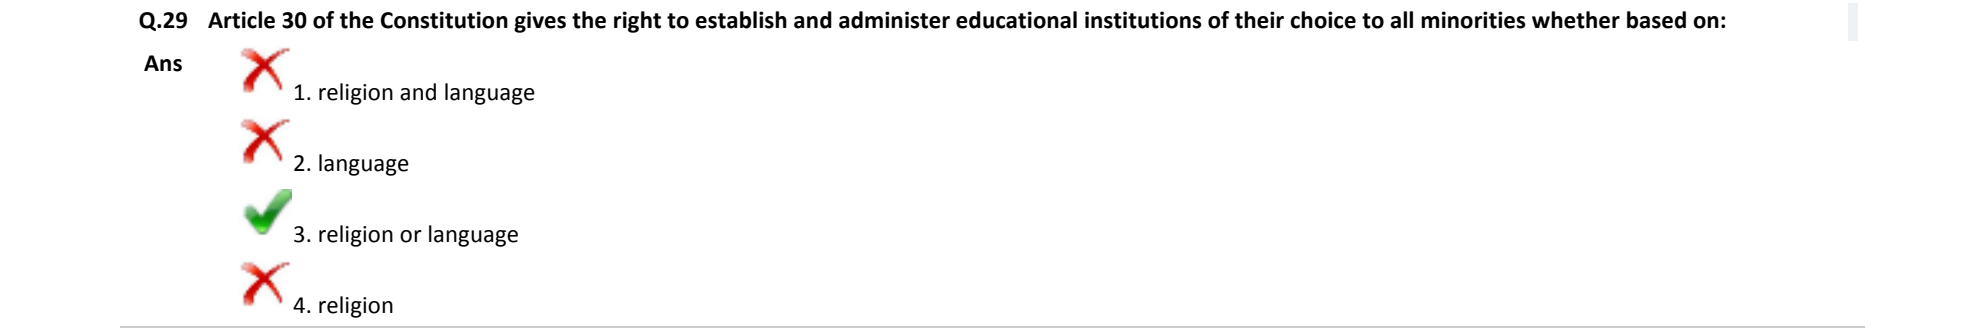 Q.29 Article 30 of the Constitution gives the right to establish and administer educational institutions of their choice to all minorities whether based on:
Ans
1. religion and language
2. language
3. religion or language
4. religion